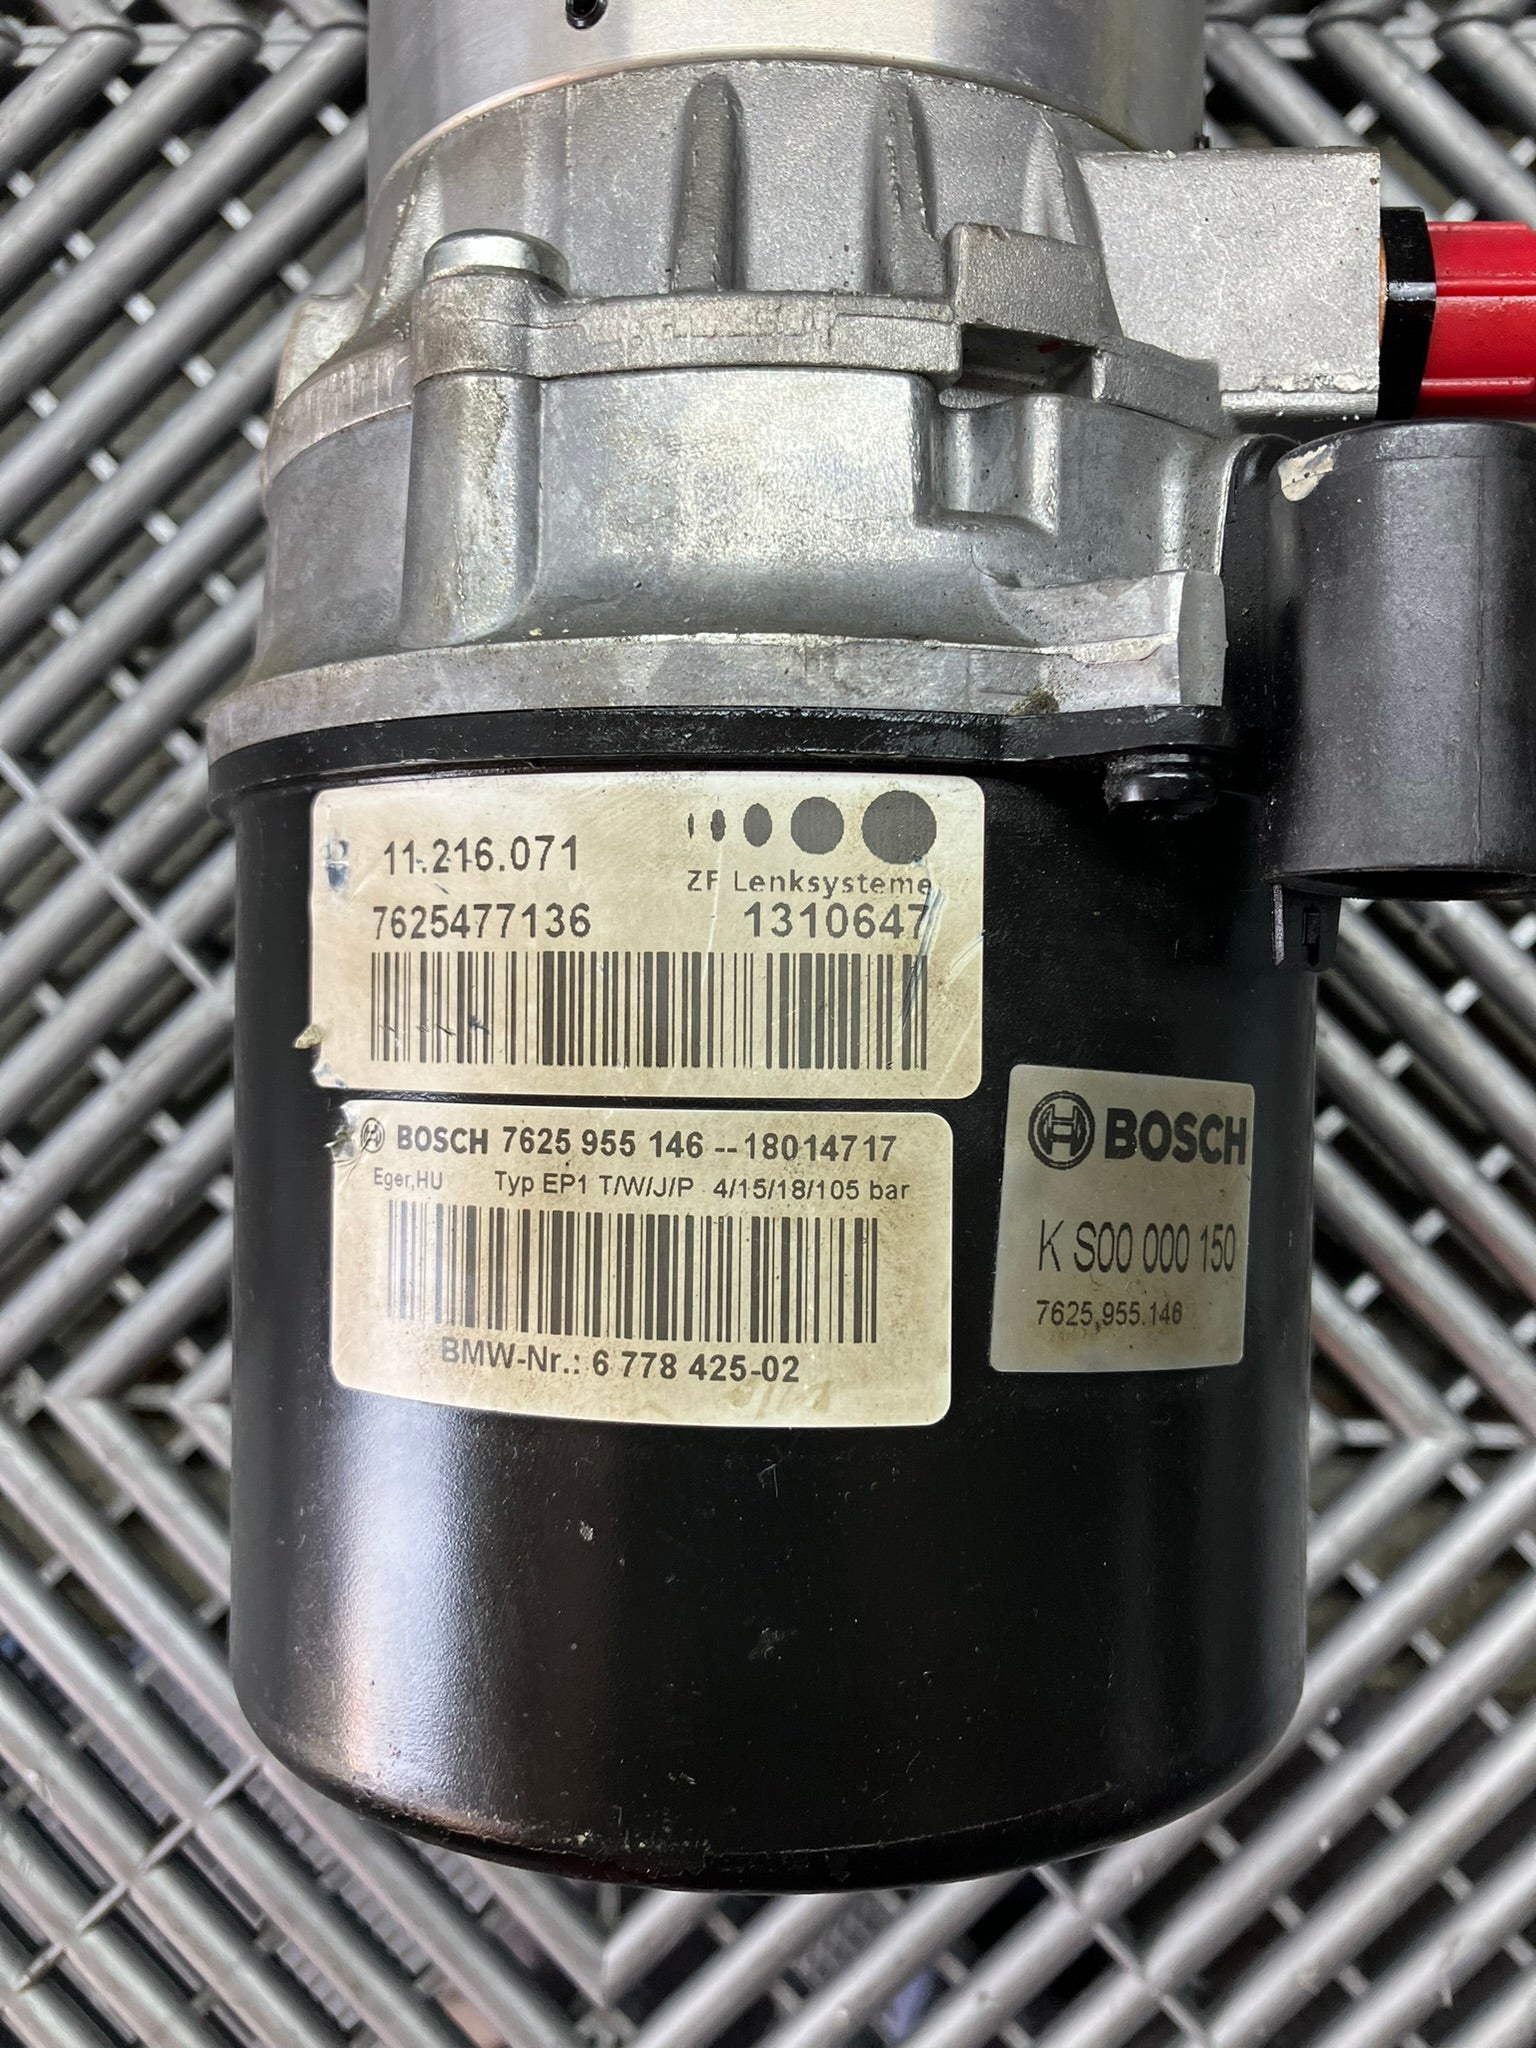 11.216.071
ZF Lenksysteme
7625477136 1310647
BOSCH 7625 955 146--18014717
Eger,HU Typ EP1 T/W/J/P 4/15/18/105 bar
BMW-Nr.: 6 778 425-02
BOSCH
K S00 000 150
7625.955.146